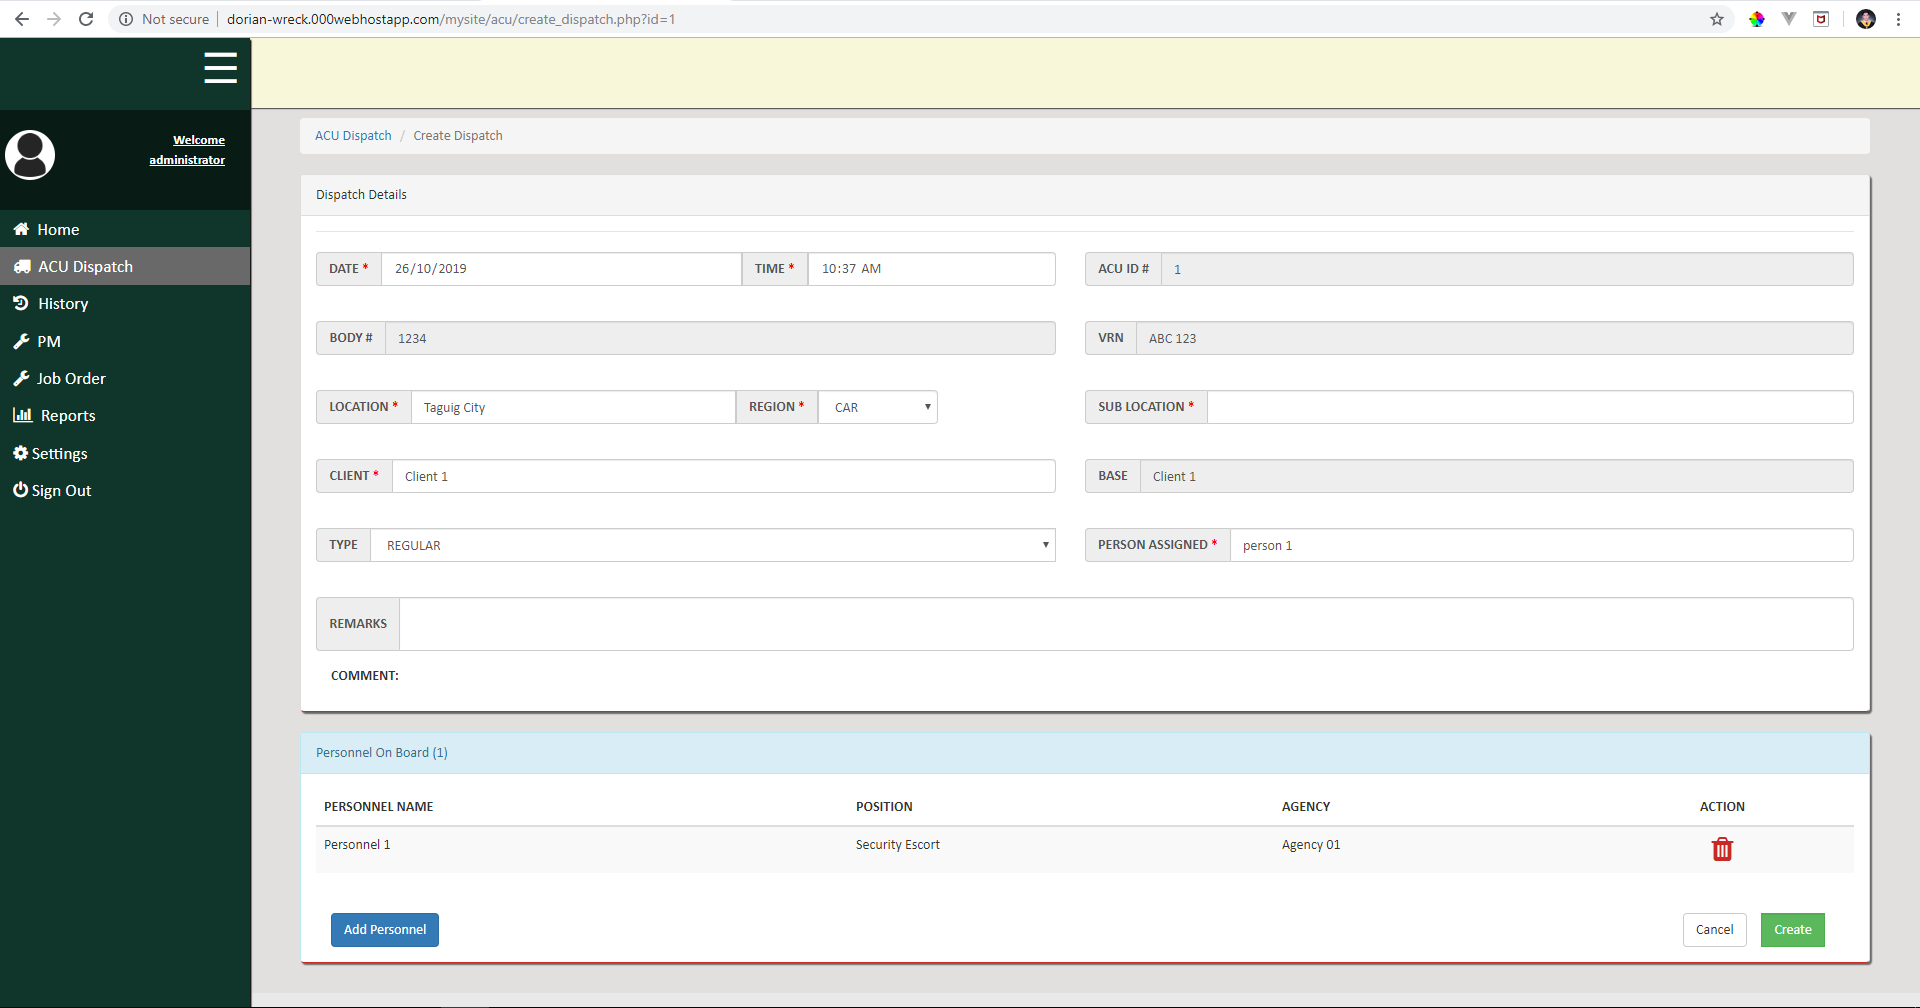 Not secure | dorian-wreck.000webhostapp.com/mysite/acu/create_dispatch.php?id=1
Welcome
administrator
Home
ACU Dispatch
History
PM
Job Order
Reports
Settings
Sign Out
ACU Dispatch / Create Dispatch
Dispatch Details
DATE * 26/10/2019 TIME * 10:37 AM ACU ID # 1
BODY # 1234 VRN ABC 123
LOCATION * Taguig City REGION * CAR SUB LOCATION *
CLIENT * Client 1 BASE Client 1
TYPE REGULAR PERSON ASSIGNED * person 1
REMARKS
COMMENT:
Personnel On Board (1)
PERSONNEL NAME POSITION AGENCY ACTION
Personnel 1 Security Escort Agency 01
Add Personnel Cancel Create